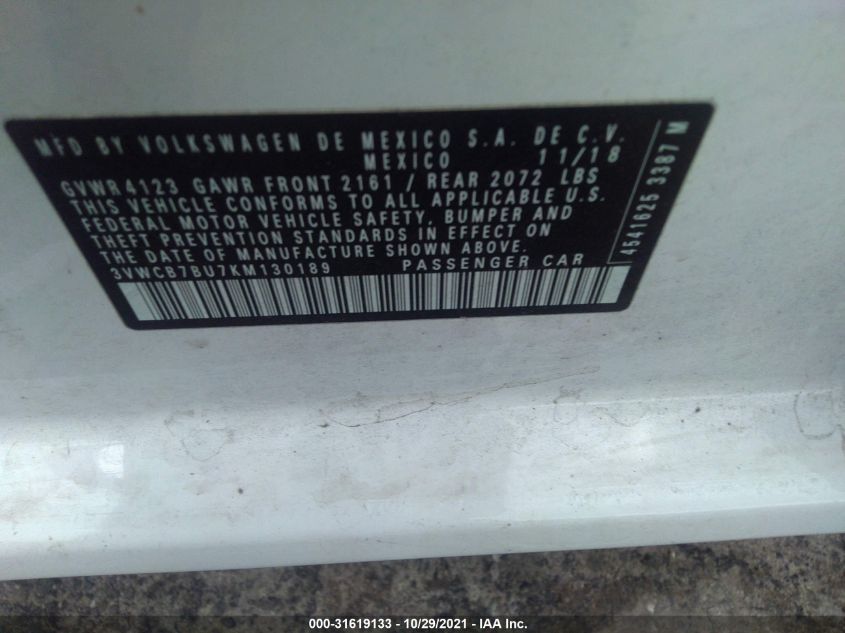 MFD BY VOLKSWAGEN DE MEXICO S.A. DE C.V.
MEXICO 11/18
GVWR 4123 GAWR FRONT 2161 / REAR 2072 LBS
THIS VEHICLE CONFORMS TO ALL APPLICABLE U.S.
FEDERAL MOTOR VEHICLE SAFETY, BUMPER AND
THEFT PREVENTION STANDARDS IN EFFECT ON
THE DATE OF MANUFACTURE SHOWN ABOVE.
3VWCB7BU7KM130189 PASSENGER CAR
4541625 3387 M
000-31619133 - 10/29/2021 - IAA Inc.